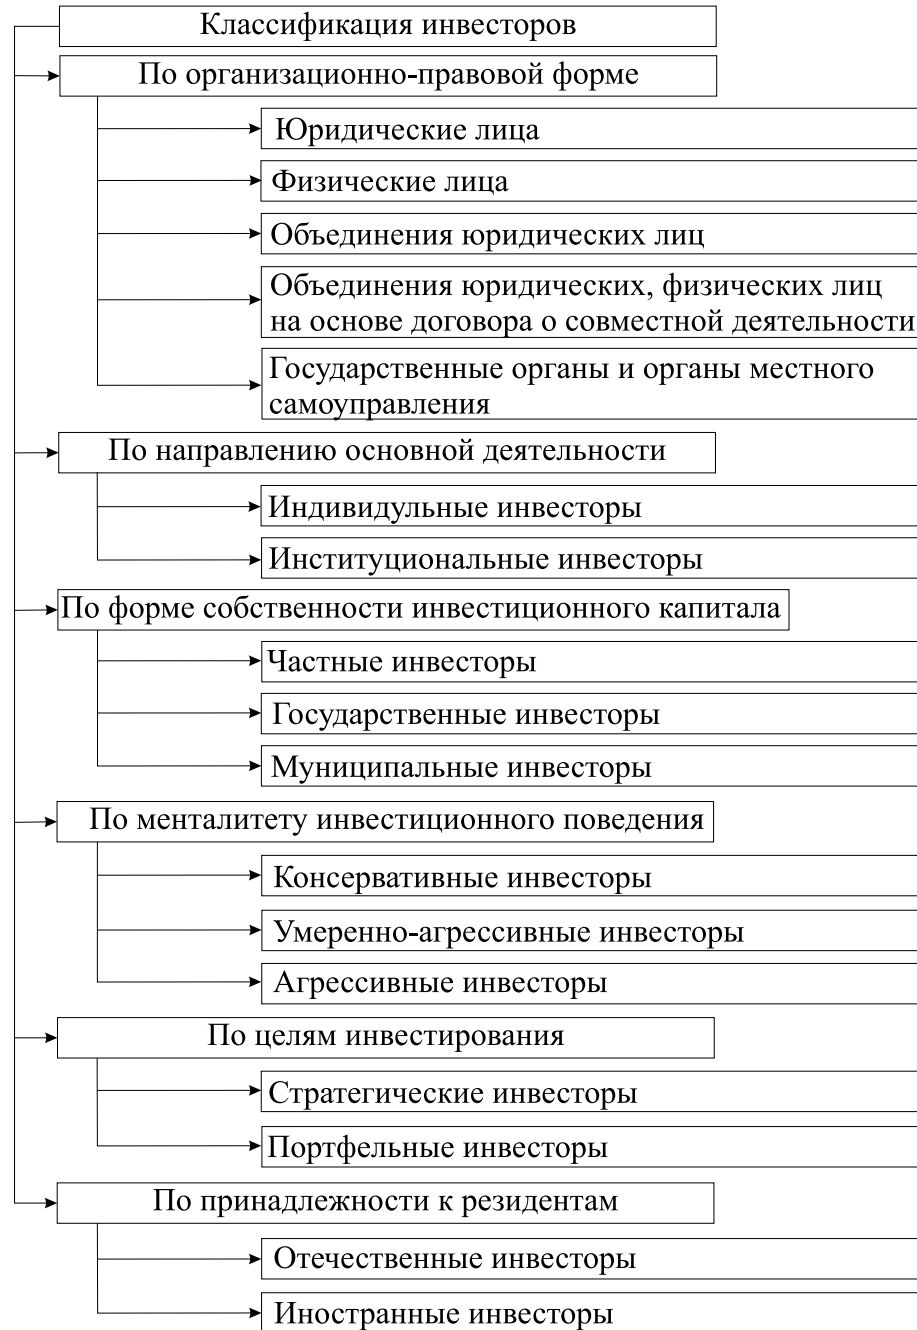 Классификация инвесторов
По организационно-правовой форме
Юридические лица
Физические лица
Объединения юридических лиц
Объединения юридических, физических лиц
на основе договора о совместной деятельности
Государственные органы и органы местного
самоуправления
По направлению основной деятельности
Индивидульные инвесторы
Институциональные инвесторы
По форме собственности инвестиционного капитала
Частные инвесторы
Государственные инвесторы
Муниципальные инвесторы
По менталитету инвестиционного поведения
Консервативные инвесторы
Умеренно-агрессивные инвесторы
Агрессивные инвесторы
По целям инвестирования
Стратегические инвесторы
Портфельные инвесторы
По принадлежности к резидентам
Отечественные инвесторы
Иностранные инвесторы